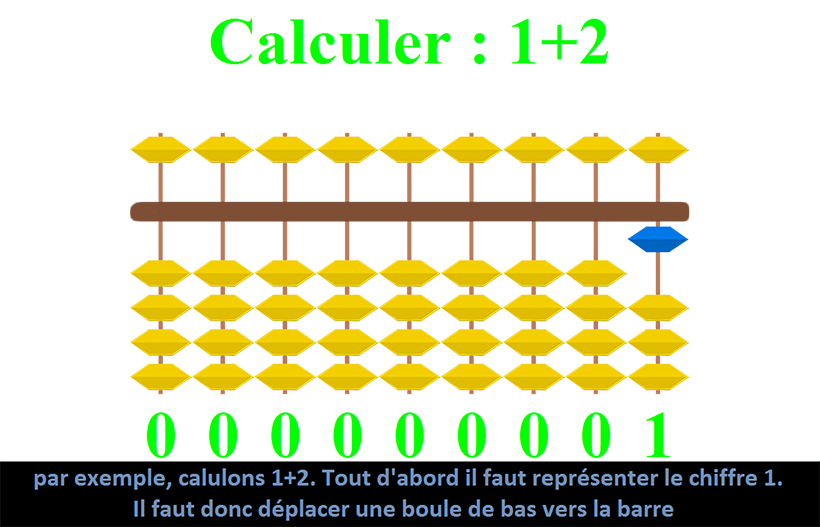 Calculer : 1+2
0 0 0 0 0 0 0 0 1
par exemple, calulons 1+2. Tout d'abord il faut représenter le chiffre 1.
Il faut donc déplacer une boule de bas vers la barre